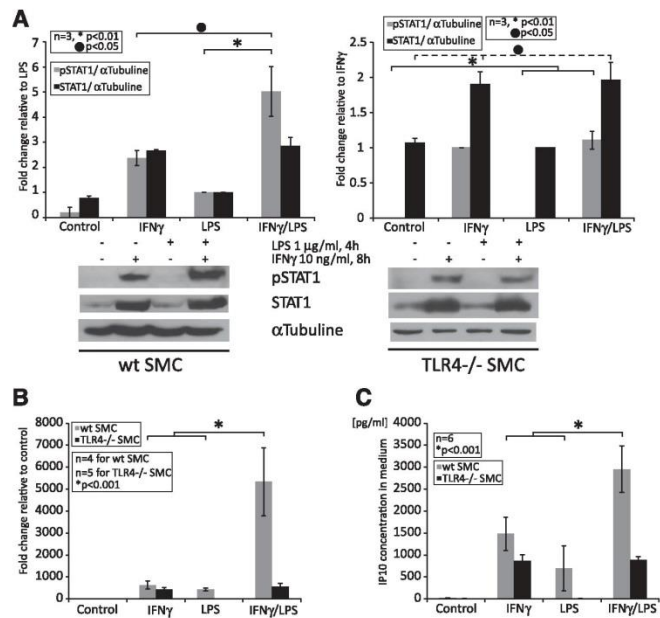 A
n=3, * p<0.01
● p<0.05
pSTAT1/ αTubuline
STAT1/ αTubuline
●
*
Fold change relative to LPS
8
7
6
5
4
3
2
1
0
Control IFNγ LPS IFNγ/LPS
pSTAT1/αTubuline
STAT1/ αTubuline
n=3, * p<0.01
●p<0.05
●
*
Fold change relative to IFNγ
2.5
2
1.5
1
0.5
0
Control IFNγ LPS IFNγ/LPS
- - + + LPS 1 μg/ml, 4h - - + +
- + - + IFNγ 10 ng/ml, 8h - + - +
pSTAT1
STAT1
αTubuline
wt SMC
TLR4-/- SMC
B
wt SMC
TLR4-/- SMC
n=4 for wt SMC
n=5 for TLR4-/- SMC
*p<0.001
*
Fold change relative to control
8000
7000
6000
5000
4000
3000
2000
1000
0
Control IFNγ LPS IFNγ/LPS
C
[pg/ml]
n=6
*p<0.001
wt SMC
TLR4-/- SMC
*
IP10 concentration in medium
4000
3500
3000
2500
2000
1500
1000
500
0
Control IFNγ LPS IFNγ/LPS